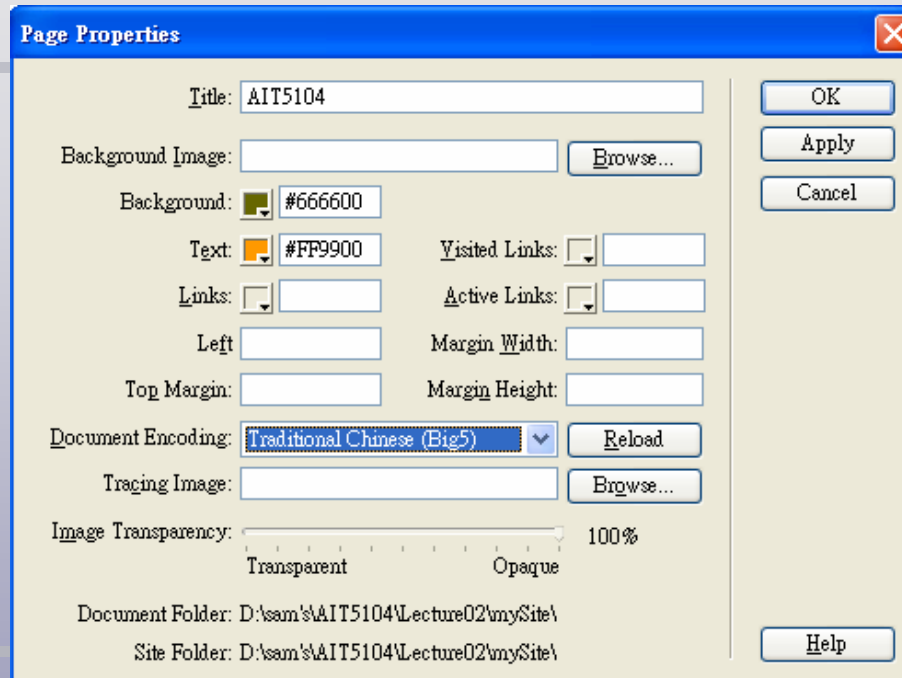 Page Properties
Title: AIT5104
OK
Background Image: Browse...
Apply
Background: #666600
Cancel
Text: #FF9900 Visited Links:
Links: Active Links:
Left Margin Width:
Top Margin: Margin Height:
Document Encoding: Traditional Chinese (Big5) Reload
Tracing Image: Browse...
Image Transparency: 100%
Transparent Opaque
Document Folder: D:\sam's\AIT5104\Lecture02\mySite\
Site Folder: D:\sam's\AIT5104\Lecture02\mySite\
Help